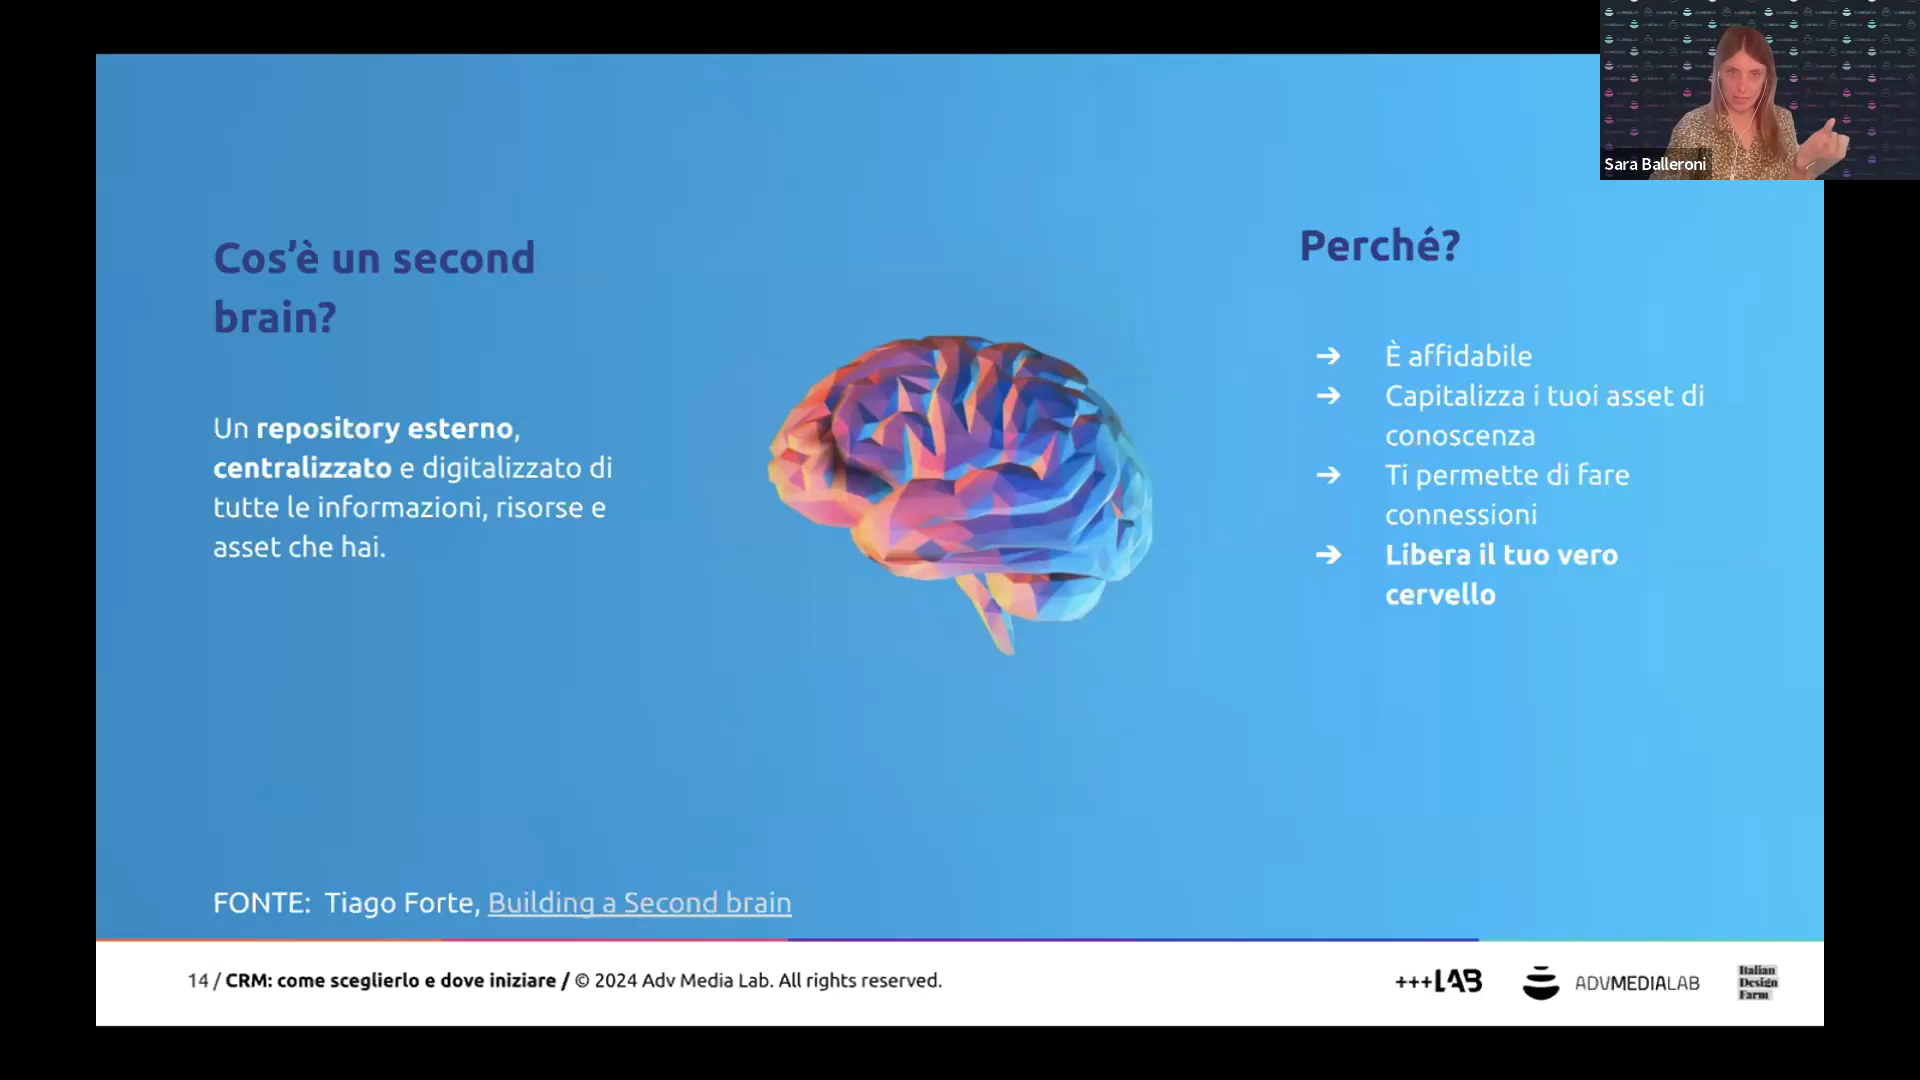 Sara Balleroni
Cos'è un second
brain?
Un repository esterno,
centralizzato e digitalizzato di
tutte le informazioni, risorse e
asset che hai.
Perché?
➔ È affidabile
➔ Capitalizza i tuoi asset di
conoscenza
➔ Ti permette di fare
connessioni
➔ Libera il tuo vero
cervello
FONTE: Tiago Forte, Building a Second brain
14 / CRM: come sceglierlo e dove iniziare / © 2024 Adv Media Lab. All rights reserved.
+++LAB
ADVMEDIALAB
Italian
Design
Farm